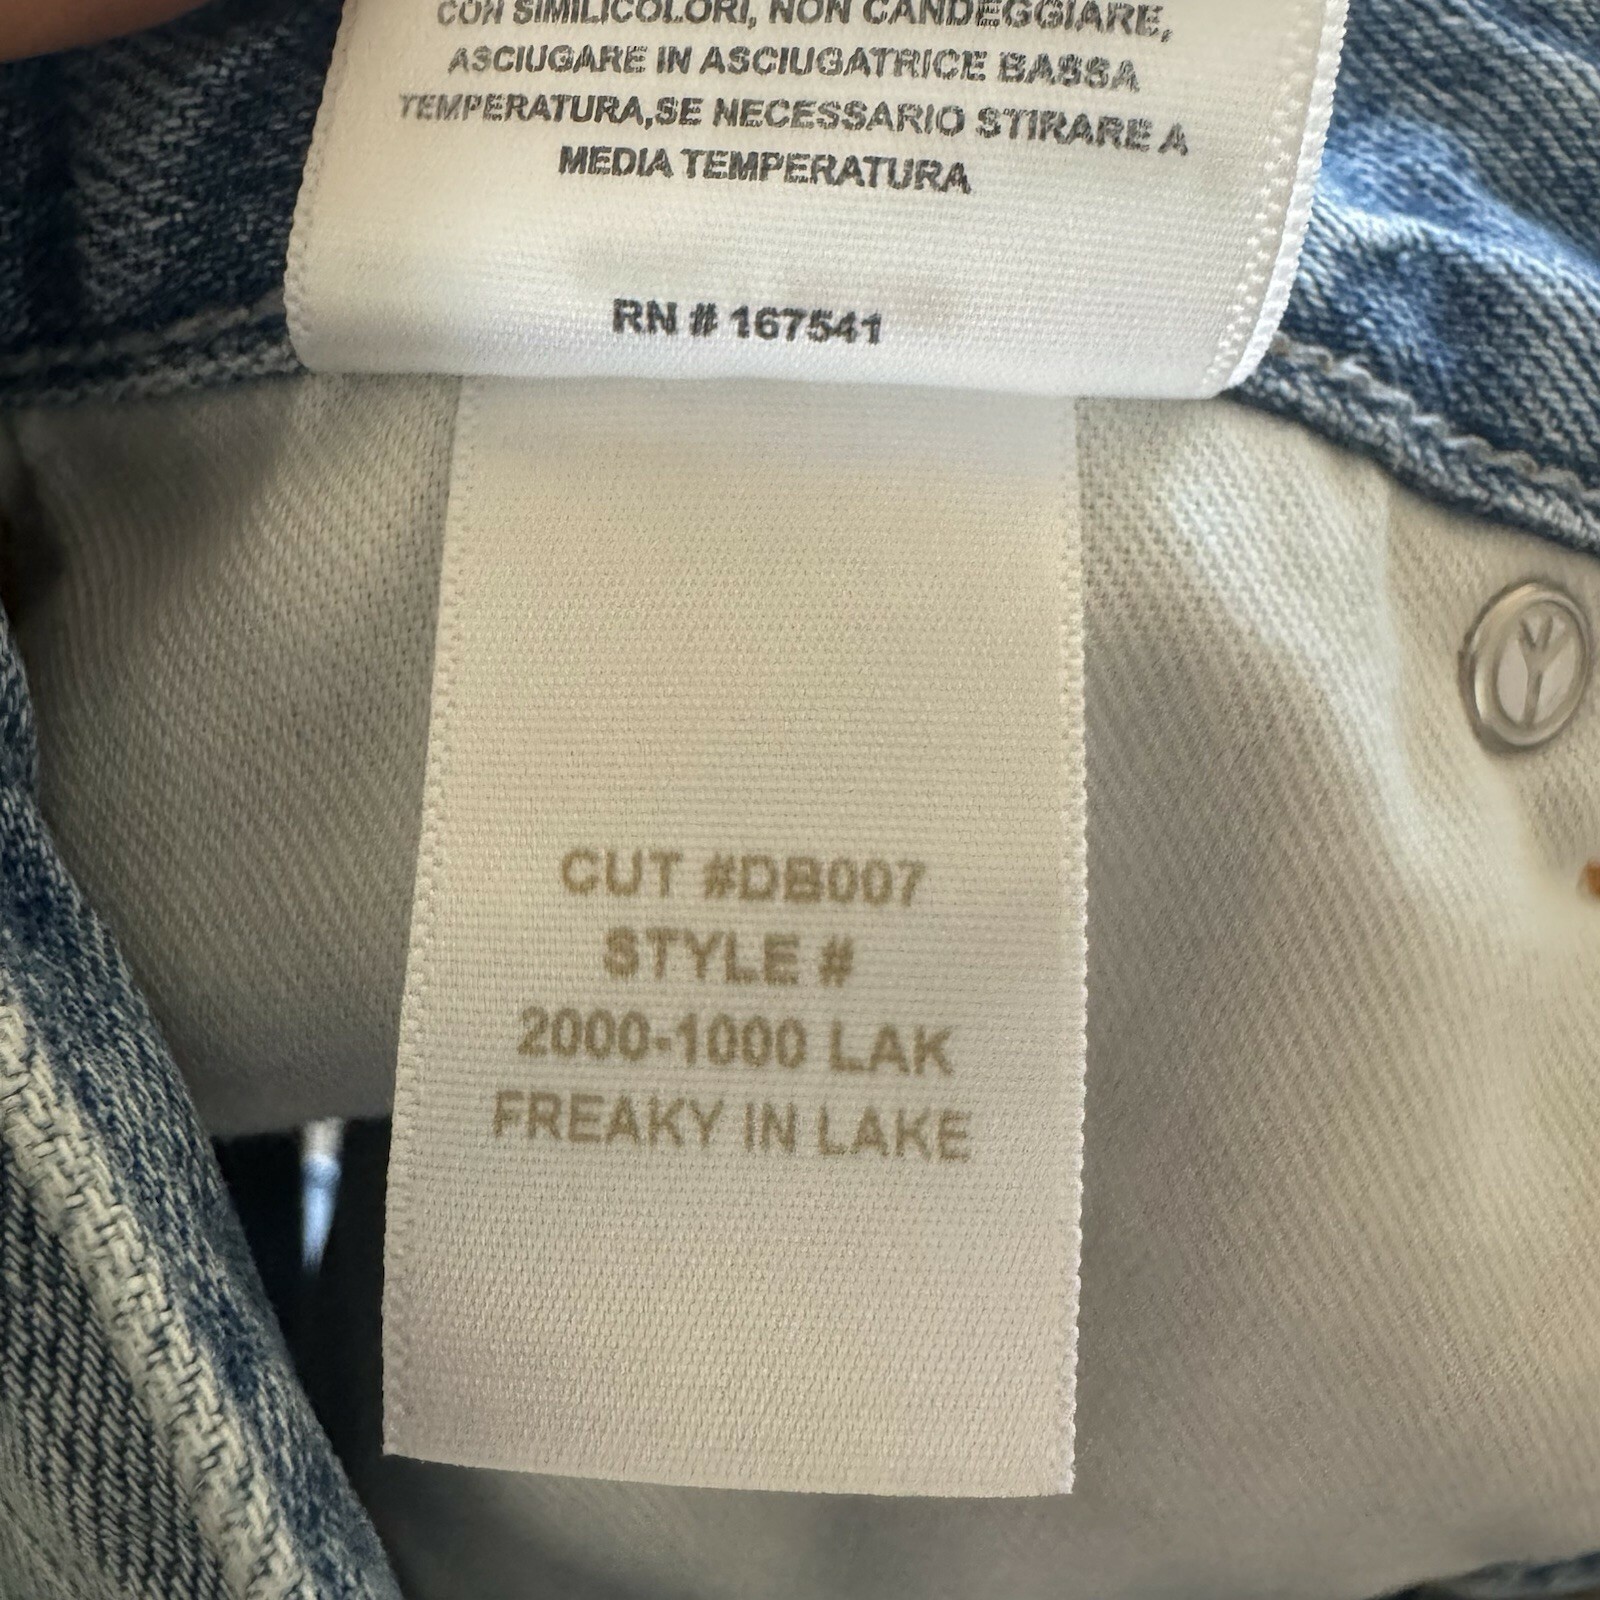 CON SIMILICOLORI, NON CANDEGGIARE,
ASCIUGARE IN ASCIUGATRICE BASSA
TEMPERATURA,SE NECESSARIO STIRARE A
MEDIA TEMPERATURA
RN # 167541
CUT #DB007
STYLE #
2000-1000 LAK
FREAKY IN LAKE